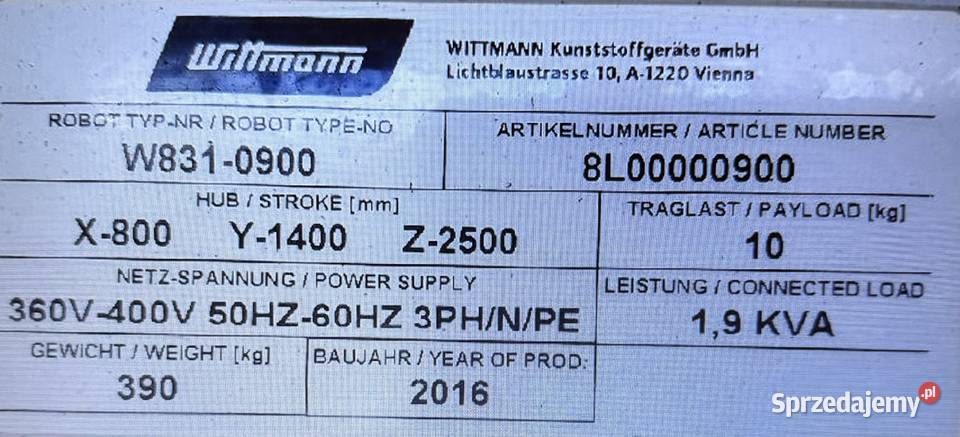 Wittmann
WITTMANN Kunststoffgeräte GmbH
Lichtblaustrasse 10, A-1220 Vienna
ROBOT TYP-NR / ROBOT TYPE-NO
W831-0900
ARTIKELNUMMER / ARTICLE NUMBER
8L00000900
HUB / STROKE [mm]
X-800 Y-1400 Z-2500
TRAGLAST / PAYLOAD [kg]
10
NETZ-SPANNUNG / POWER SUPPLY
360V-400V 50HZ-60HZ 3PH/N/PE
LEISTUNG / CONNECTED LOAD
1,9 KVA
GEWICHT / WEIGHT [kg]
390
BAUJAHR / YEAR OF PROD.
2016
Sprzedajemy.pl